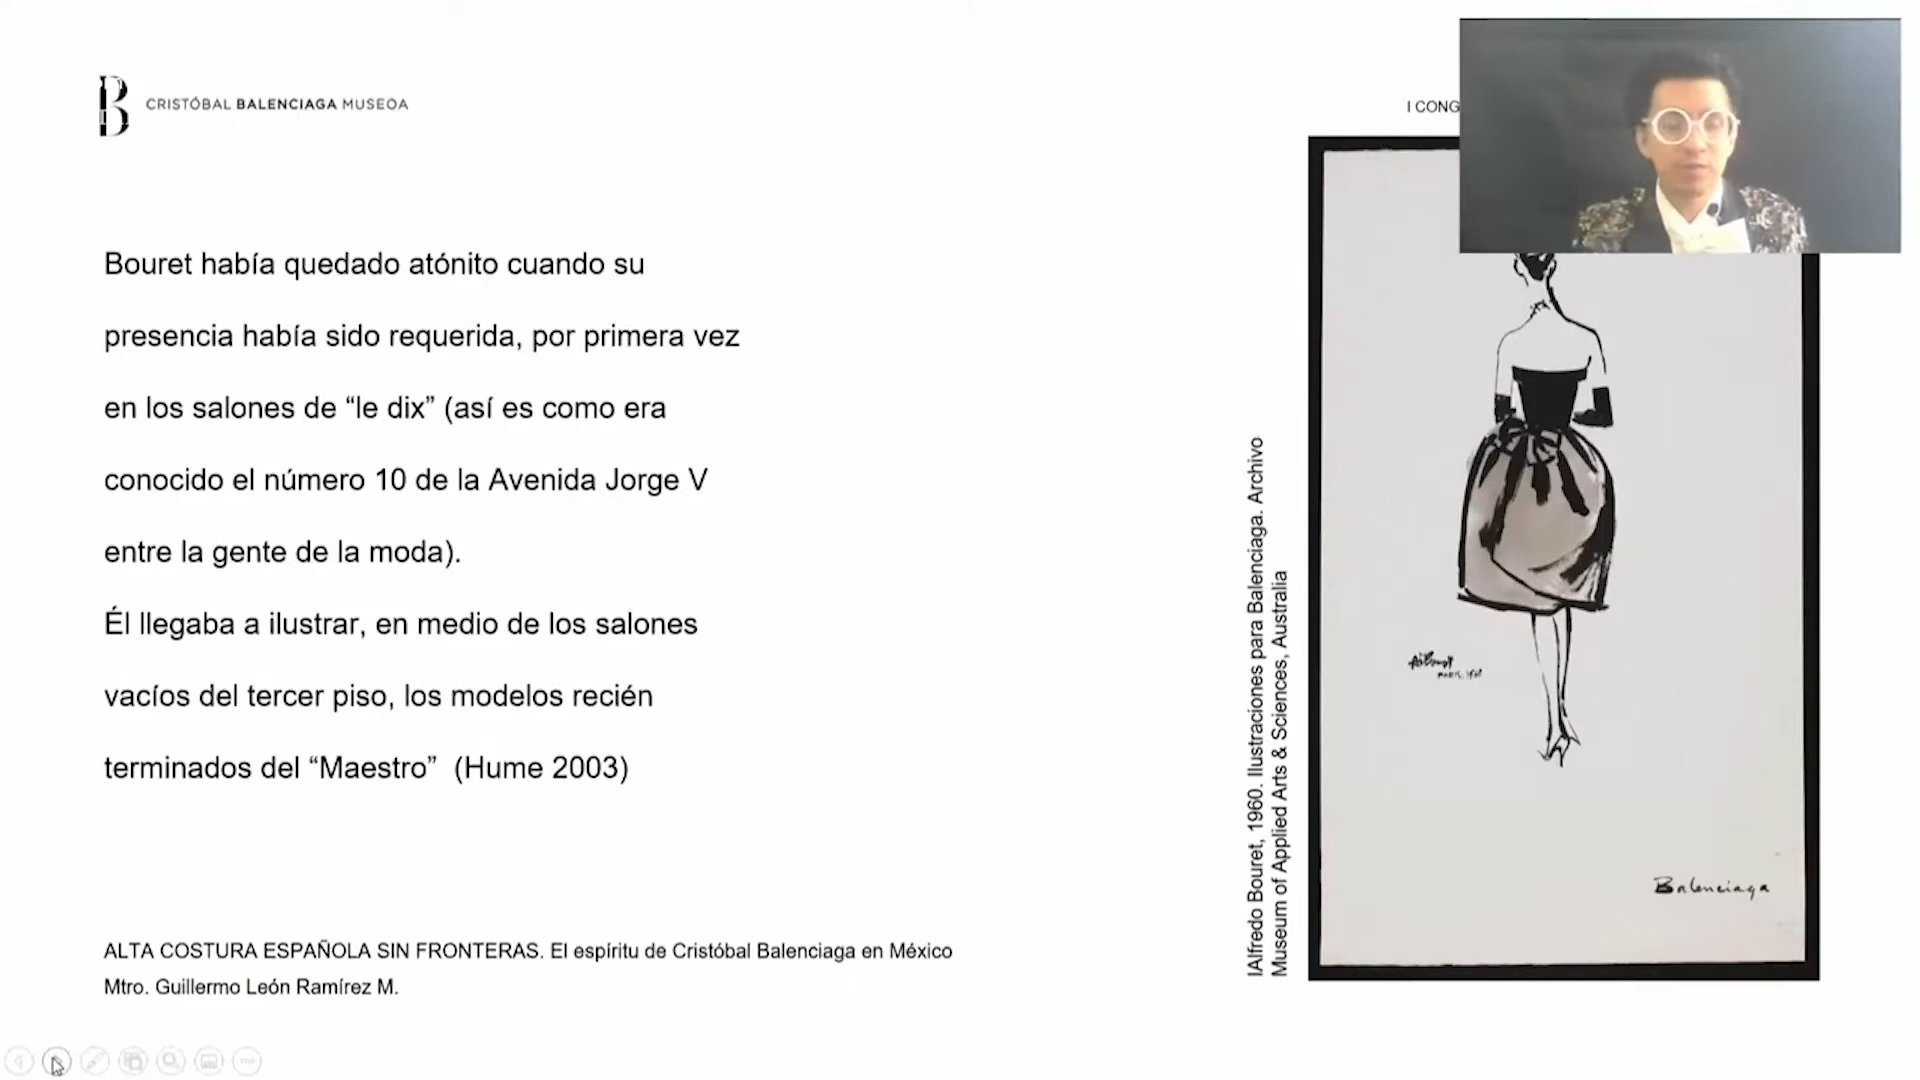 CRISTÓBAL BALENCIAGA MUSEOA
I CONG
Bouret había quedado atónito cuando su
presencia había sido requerida, por primera vez
en los salones de “le dix” (así es como era
conocido el número 10 de la Avenida Jorge V
entre la gente de la moda).
Él llegaba a ilustrar, en medio de los salones
vacíos del tercer piso, los modelos recién
terminados del “Maestro”  (Hume 2003)
IAlfredo Bouret, 1960. Ilustraciones para Balenciaga. Archivo
Museum of Applied Arts & Sciences, Australia
Balenciaga
ALTA COSTURA ESPAÑOLA SIN FRONTERAS. El espíritu de Cristóbal Balenciaga en México
Mtro. Guillermo León Ramírez M.